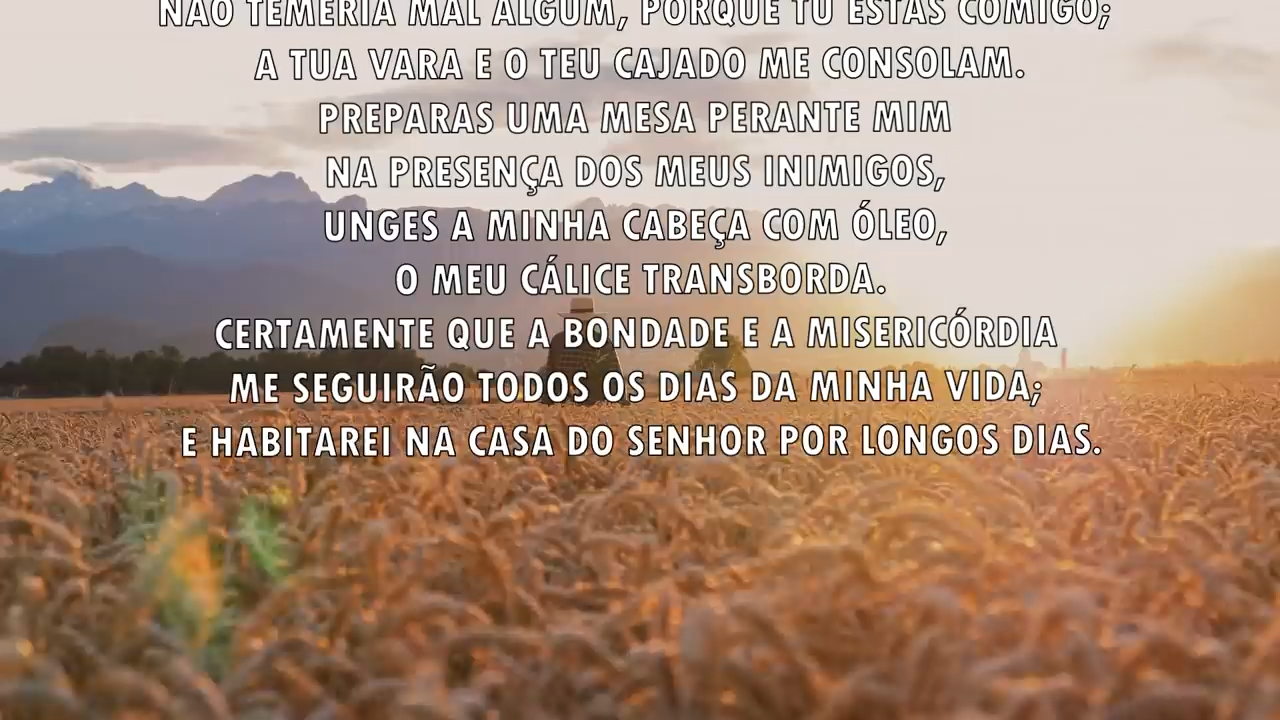 NÃO TEMERIA MAL ALGUM, PORQUE TU ESTÁS COMIGO;
A TUA VARA E O TEU CAJADO ME CONSOLAM.
PREPARAS UMA MESA PERANTE MIM
NA PRESENÇA DOS MEUS INIMIGOS,
UNGES A MINHA CABEÇA COM ÓLEO,
O MEU CÁLICE TRANSBORDA.
CERTAMENTE QUE A BONDADE E A MISERICÓRDIA
ME SEGUIRÃO TODOS OS DIAS DA MINHA VIDA;
E HABITAREI NA CASA DO SENHOR POR LONGOS DIAS.